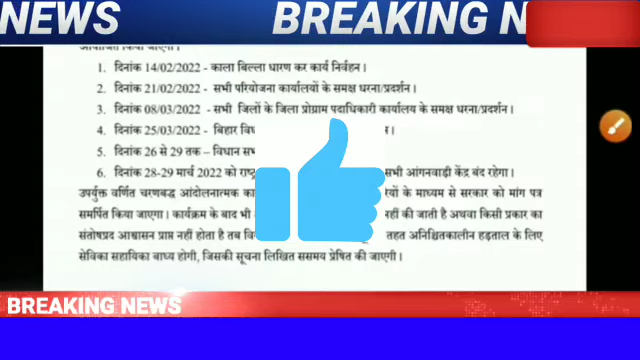 NEWS BREAKING N
आयोजित किया जाएगा।
1. दिनांक 14/02/2022 - काला बिल्ला धारण कर कार्य निर्वहन।
2. दिनांक 21/02/2022 - सभी परियोजना कार्यालयों के समक्ष धरना/प्रदर्शन।
3. दिनांक 08/03/2022 - सभी जिलों के जिला प्रोग्राम पदाधिकारी कार्यालय के समक्ष धरना/प्रदर्शन।
4. दिनांक 25/03/2022 - बिहार
5. दिनांक 26 से 29 तक – विधान
6. दिनांक 28-29 मार्च 2022 को सभी आंगनवाड़ी केंद्र बंद रहेगा।
उपर्युक्त वर्णित चरणबद्ध आंदोलनात्मक के माध्यम से सरकार को मांग पत्र
समर्पित किया जाएगा। कार्यक्रम के बाद भी नहीं की जाती है अथवा किसी प्रकार का
संतोषप्रद आश्वासन प्राप्त नहीं होता है तब तहत अनिश्चितकालीन हड़ताल के लिए
सेविका सहायिका बाध्य होगी, जिसकी सूचना लिखित ससमय प्रेषित की जाएगी।
BREAKING NEWS